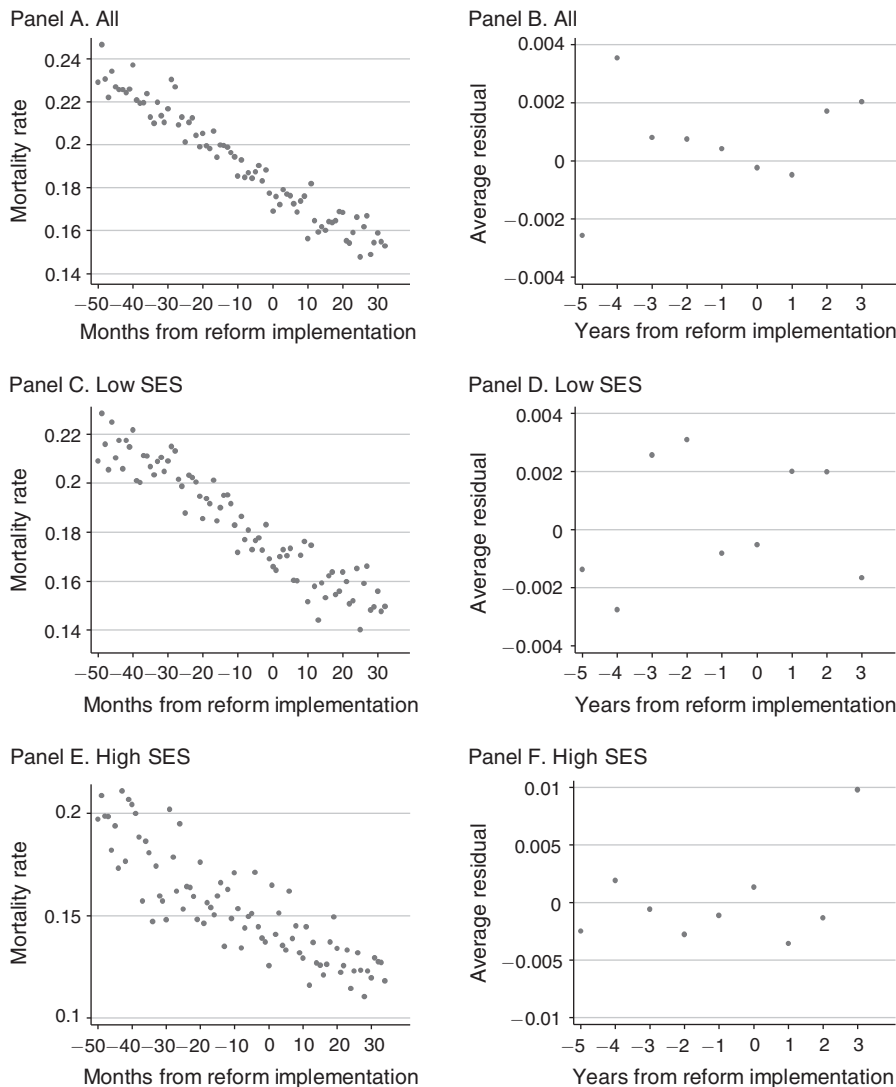 Panel A. All
Mortality rate
0.24
0.22
0.2
0.18
0.16
0.14
−50 −40 −30 −20 −10 0 10 20 30
Months from reform implementation
Panel B. All
Average residual
0.004
0.002
0
−0.002
−0.004
−5 −4 −3 −2 −1 0 1 2 3
Years from reform implementation
Panel C. Low SES
Mortality rate
0.22
0.2
0.18
0.16
0.14
−50 −40 −30 −20 −10 0 10 20 30
Months from reform implementation
Panel D. Low SES
Average residual
0.004
0.002
0
−0.002
−0.004
−5 −4 −3 −2 −1 0 1 2 3
Years from reform implementation
Panel E. High SES
Mortality rate
0.2
0.15
0.1
−50 −40 −30 −20 −10 0 10 20 30
Months from reform implementation
Panel F. High SES
Average residual
0.01
0.005
0
−0.005
−0.01
−5 −4 −3 −2 −1 0 1 2 3
Years from reform implementation